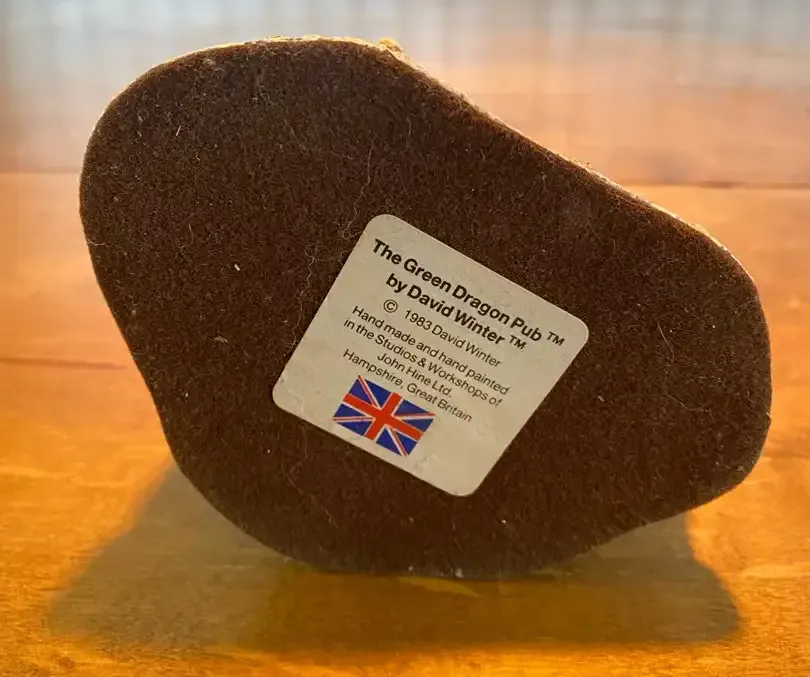 The Green Dragon Pub ™
by David Winter ™
© 1983 David Winter
Hand made and hand painted
in the Studios & Workshops of
John Hine Ltd.
Hampshire, Great Britain